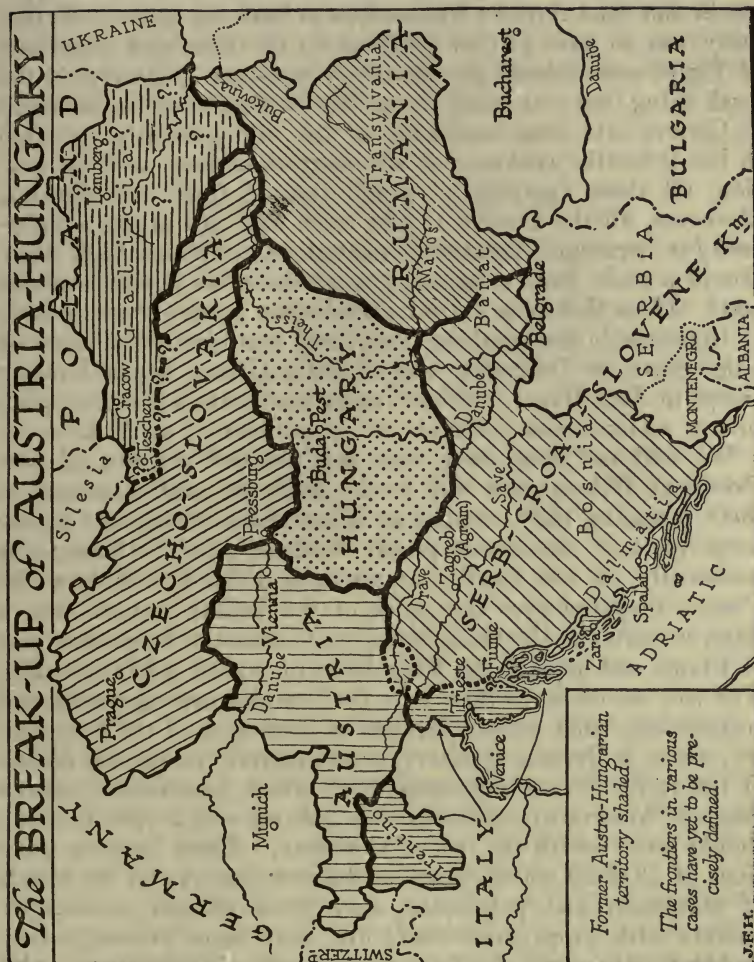 The BREAK-UP of AUSTRIA-HUNGARY
GERMANY
Munich
SWITZERD
ITALY
Trentino
Venice
Prague
CZECHO-SLOVAKIA
Pressburg
Silesia
Teschen
POLAND
Cracow
Galicia
Lemberg
? ? ? ? ? ?
UKRAINE
AUSTRIA
Danube
Vienna
HUNGARY
Buda
Pest
Theiss
Bukovina
Transylvania
RUMANIA
Maros
Banat
Bucharest
Danube
BULGARIA
Trieste
Fiume
Drave
Zagreb
(Agram)
Save
Danube
Belgrade
SERB-CROAT-SLOVENE Km
SERBIA
Bosnia
Dalmatia
Zara
Spalato
MONTENEGRO
ALBANIA
ADRIATIC
Former Austro-Hungarian
territory shaded.
The frontiers in various
cases have yet to be pre-
cisely defined.
J.F.H.